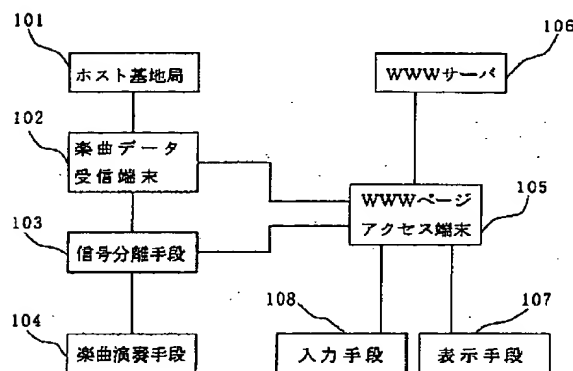 101
ホスト基地局
106
WWWサーバ
102
楽曲データ
受信端末
WWWページ
アクセス端末
105
103
信号分離手段
104
楽曲演奏手段
108
入力手段
107
表示手段